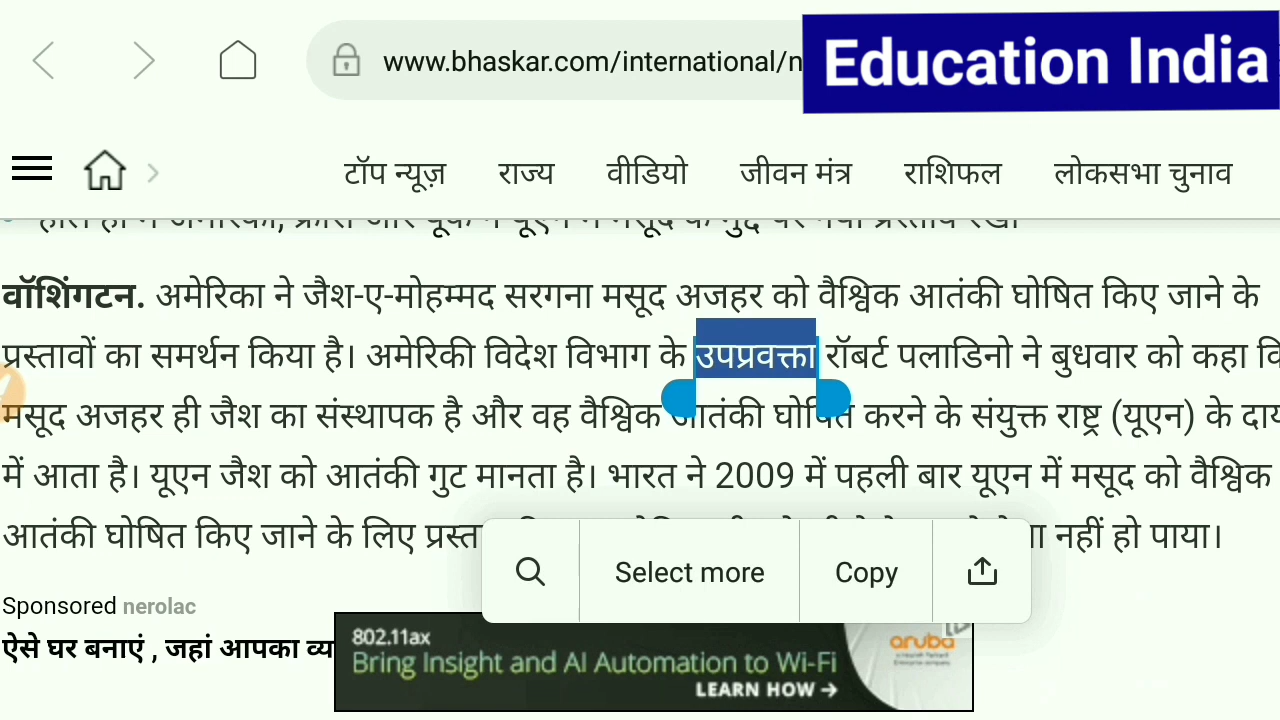 www.bhaskar.com/international/n
Education India
टॉप न्यूज़ राज्य वीडियो जीवन मंत्र राशिफल लोकसभा चुनाव
वॉशिंगटन. अमेरिका ने जैश-ए-मोहम्मद सरगना मसूद अजहर को वैश्विक आतंकी घोषित किए जाने के
प्रस्तावों का समर्थन किया है। अमेरिकी विदेश विभाग के उपप्रवक्ता रॉबर्ट पलाडिनो ने बुधवार को कहा
मसूद अजहर ही जैश का संस्थापक है और वह वैश्विक आतंकी घोषित करने के संयुक्त राष्ट्र (यूएन) के
में आता है। यूएन जैश को आतंकी गुट मानता है। भारत ने 2009 में पहली बार यूएन में मसूद को वैश्विक
आतंकी घोषित किए जाने के लिए नहीं हो पाया।
Select more Copy
Sponsored nerolac
ऐसे घर बनाएं , जहां आपका
802.11ax
Bring Insight and AI Automation to Wi-Fi
LEARN HOW →
aruba